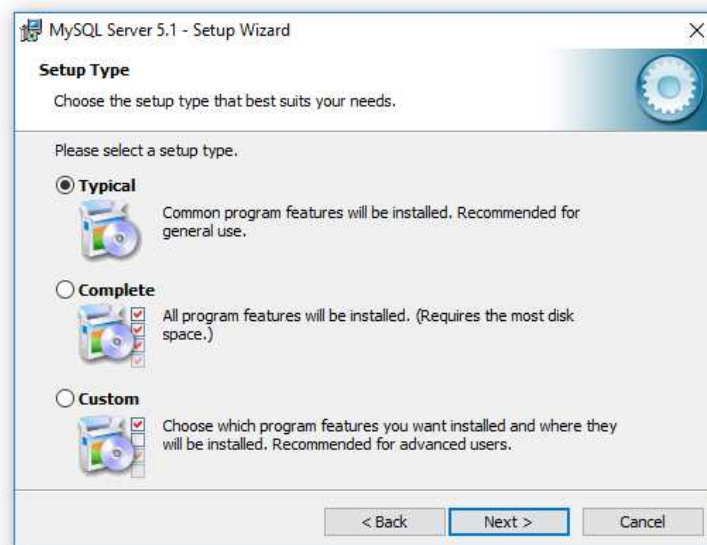 MySQL Server 5.1 - Setup Wizard
Setup Type
Choose the setup type that best suits your needs.
Please select a setup type.
Typical
Common program features will be installed. Recommended for
general use.
Complete
All program features will be installed. (Requires the most disk
space.)
Custom
Choose which program features you want installed and where they
will be installed. Recommended for advanced users.
< Back
Next >
Cancel